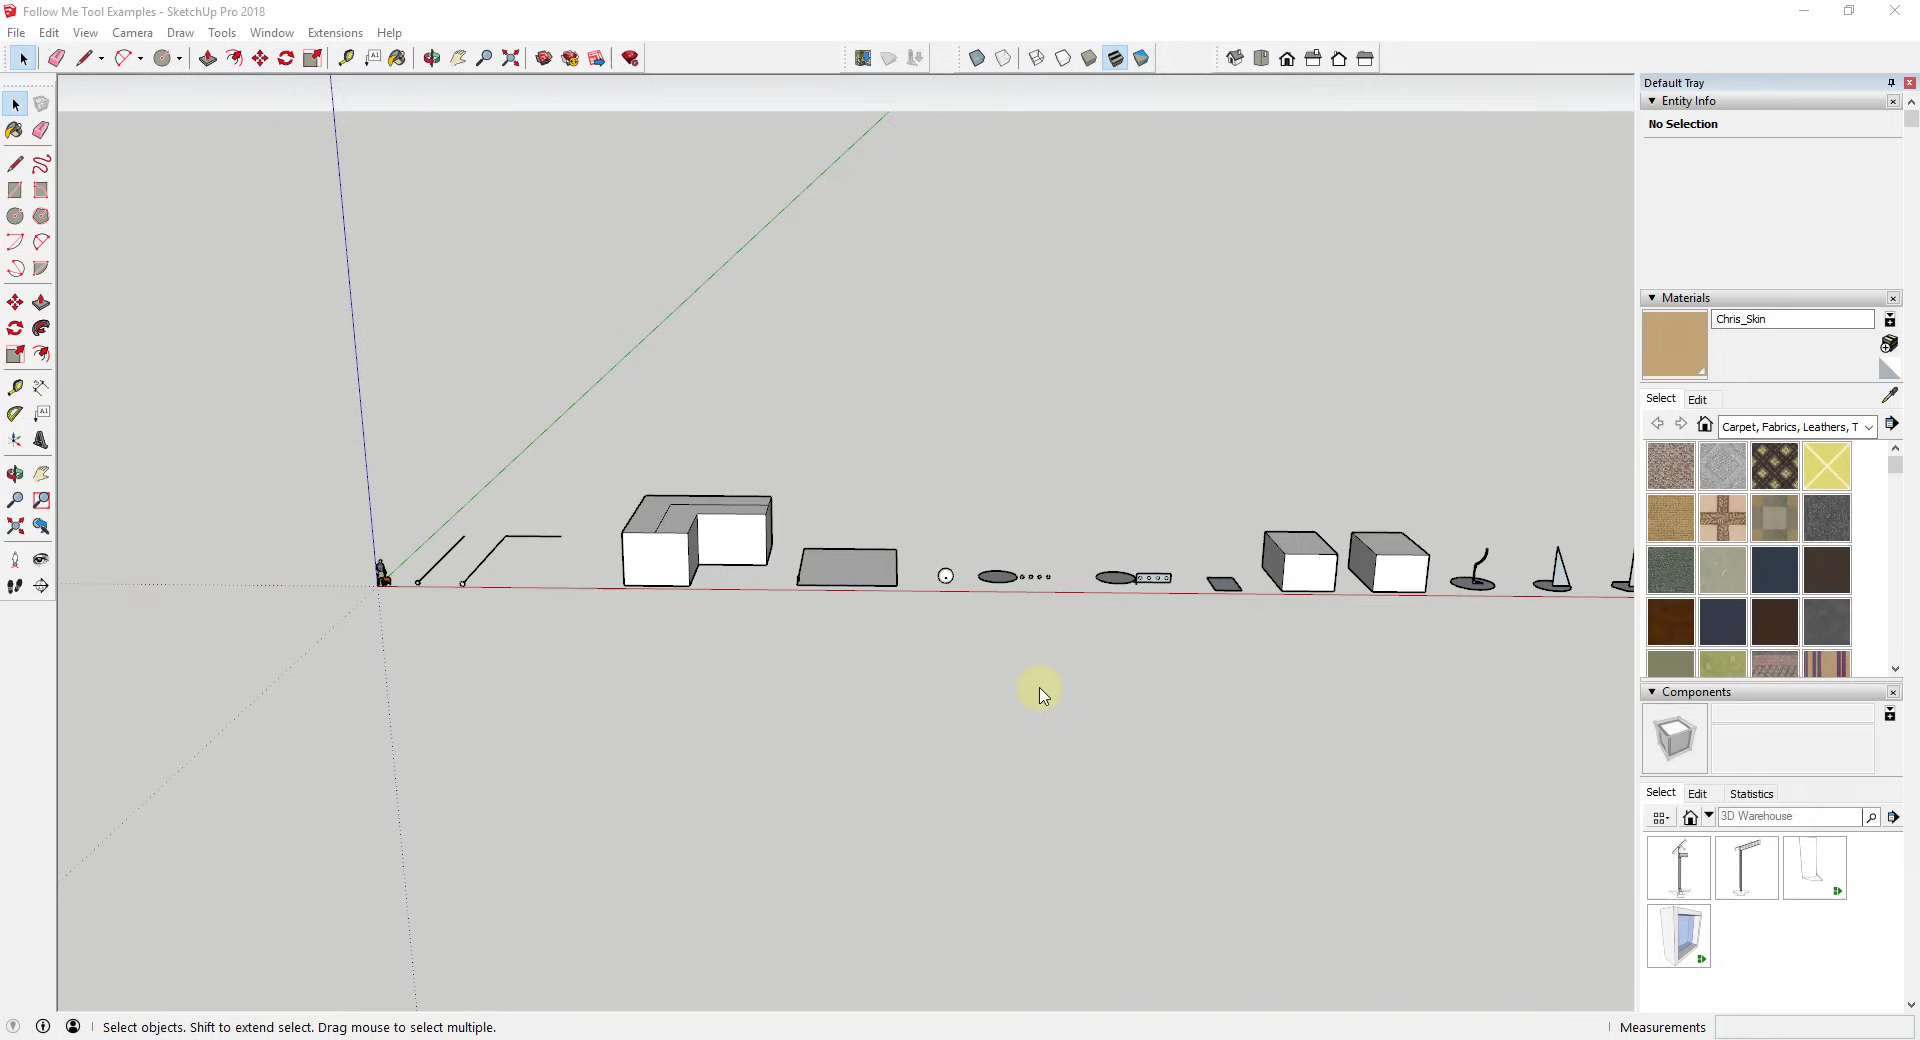 Follow Me Tool Examples - SketchUp Pro 2018
File Edit View Camera Draw Tools Window Extensions Help
Default Tray
Entity Info
No Selection
Materials
Chris_Skin
Select Edit
Carpet, Fabrics, Leathers, T
Components
Select Edit Statistics
3D Warehouse
Select objects. Shift to extend select. Drag mouse to select multiple.
Measurements